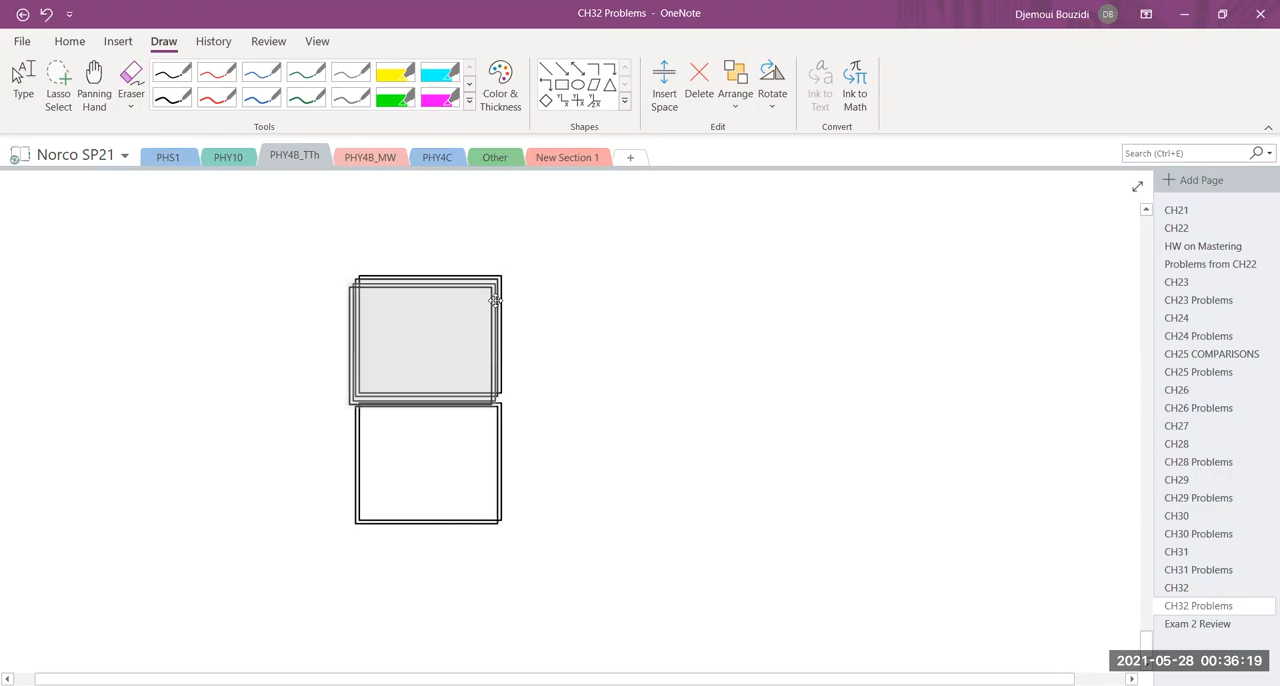 CH32 Problems - OneNote
Djemoui Bouzidi DB
File Home Insert Draw History Review View
Type
Lasso Select
Panning Hand
Eraser
Color & Thickness
Insert Space
Delete
Arrange
Rotate
Ink to Text
Ink to Math
Tools Shapes Edit Convert
Norco SP21 PHS1 PHY10 PHY4B_TTh PHY4B_MW PHY4C Other New Section 1 +
Search (Ctrl+E)
Add Page
CH21
CH22
HW on Mastering
Problems from CH22
CH23
CH23 Problems
CH24
CH24 Problems
CH25 COMPARISONS
CH25 Problems
CH26
CH26 Problems
CH27
CH28
CH28 Problems
CH29
CH29 Problems
CH30
CH30 Problems
CH31
CH31 Problems
CH32
CH32 Problems
Exam 2 Review
2021-05-28 00:36:19